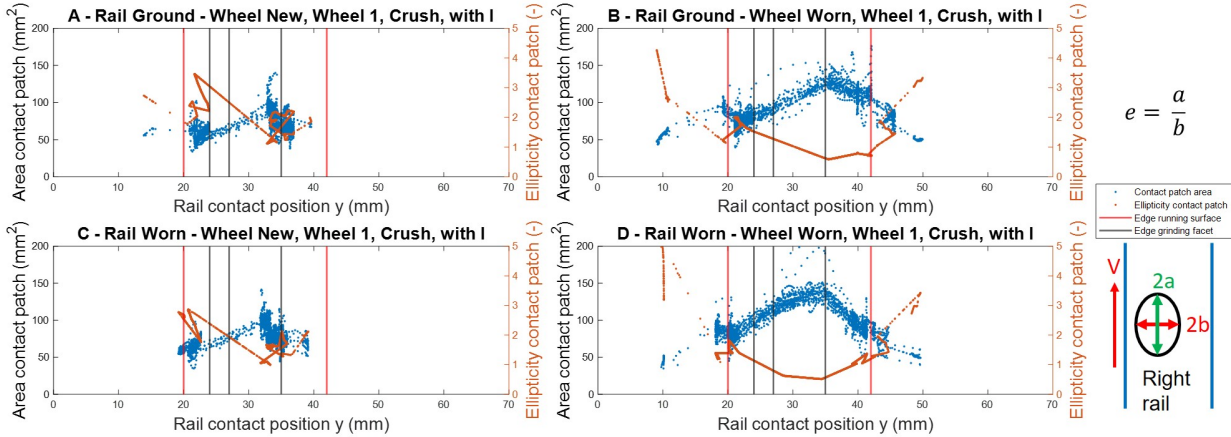 A - Rail Ground - Wheel New, Wheel 1, Crush, with I
Area contact patch (mm²)
200
150
100
50
0
0 10 20 30 40 50 60 70
Rail contact position y (mm)
5
4
3
2
1
0
Ellipticity contact patch (-)
B - Rail Ground - Wheel Worn, Wheel 1, Crush, with I
Area contact patch (mm²)
200
150
100
50
0
0 10 20 30 40 50 60 70
Rail contact position y (mm)
5
4
3
2
1
0
Ellipticity contact patch (-)
e = a
b
C - Rail Worn - Wheel New, Wheel 1, Crush, with I
Area contact patch (mm²)
200
150
100
50
0
0 10 20 30 40 50 60 70
Rail contact position y (mm)
5
4
3
2
1
0
Ellipticity contact patch (-)
D - Rail Worn - Wheel Worn, Wheel 1, Crush, with I
Area contact patch (mm²)
200
150
100
50
0
0 10 20 30 40 50 60 70
Rail contact position y (mm)
5
4
3
2
1
0
Ellipticity contact patch (-)
Contact patch area
Ellipticity contact patch
Edge running surface
Edge grinding facet
V
2a
2b
Right
rail